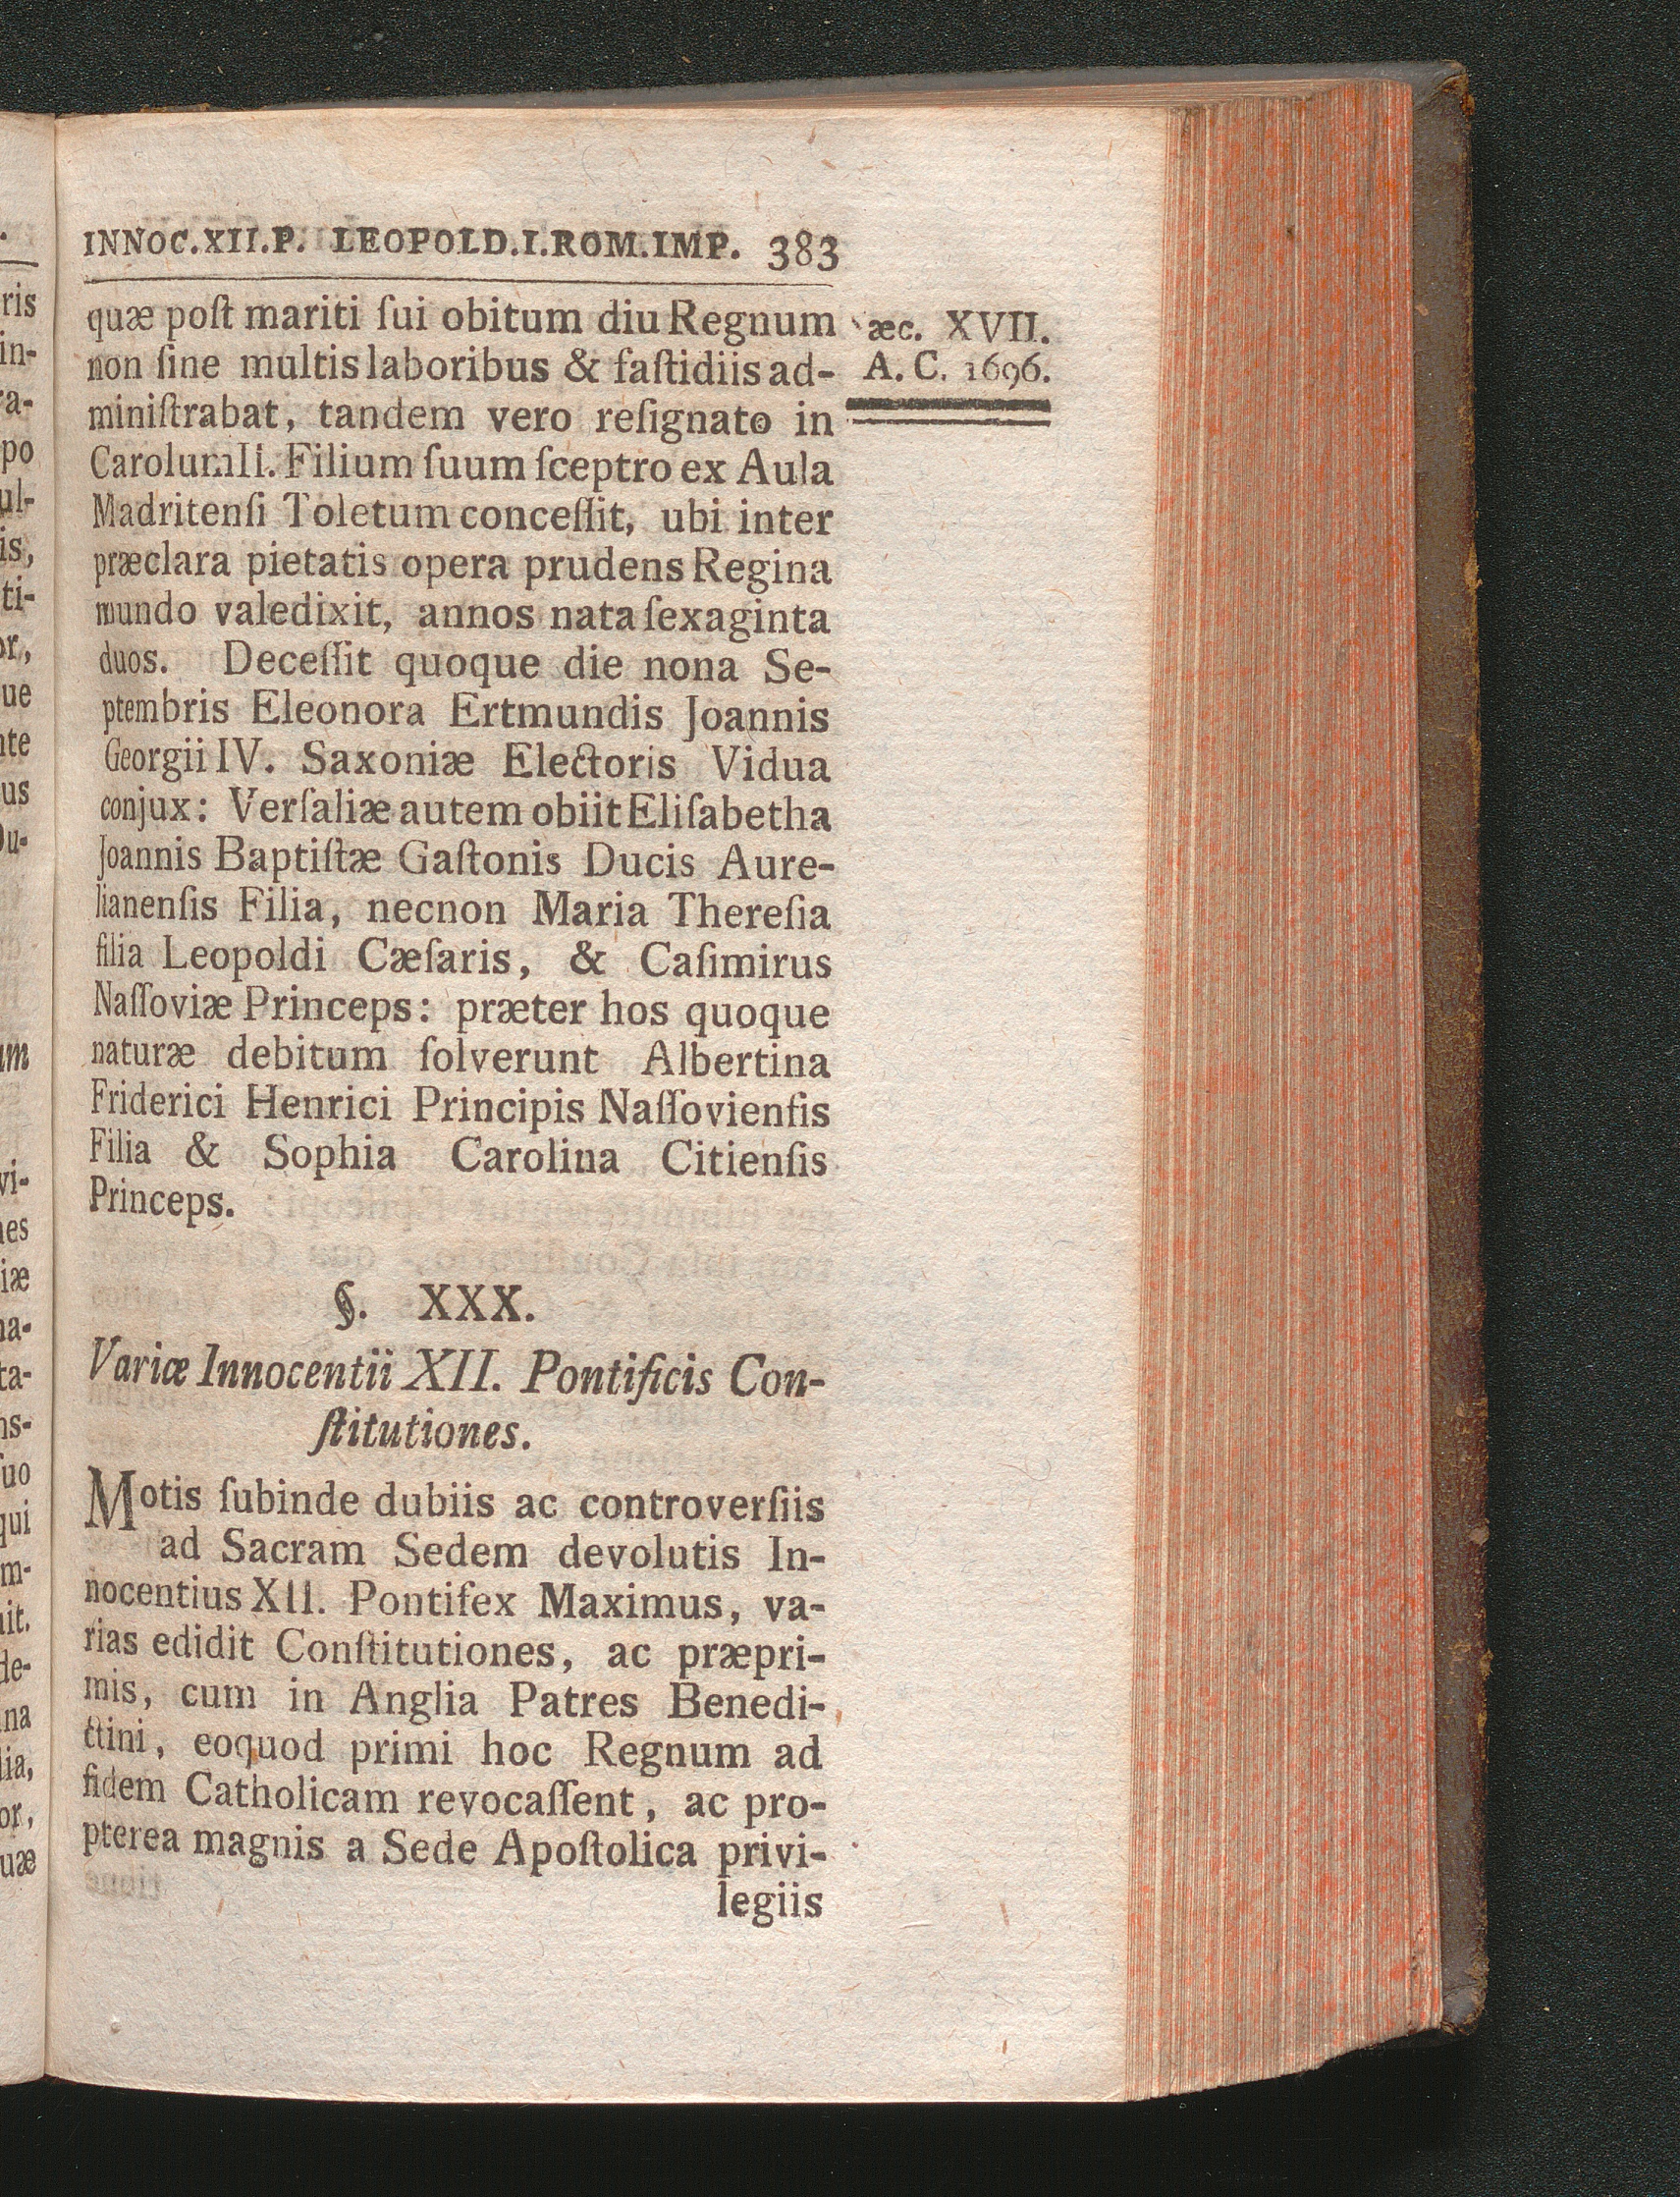 INNOC.XII.P. LEOPOLD.I.ROM.IMP. 383
quæ poſt mariti ſui obitum diu Regnum
non ſine multis laboribus & faſtidiis ad-
miniſtrabat, tandem vero reſignato in
Carolum II. Filium ſuum ſceptro ex Aula
Madritenſi Toletum conceſſit, ubi inter
præclara pietatis opera prudens Regina
mundo valedixit, annos nata ſexaginta
duos. Deceſſit quoque die nona Se-
ptembris Eleonora Ertmundis Joannis
Georgii IV. Saxoniæ Electoris Vidua
conjux: Verſaliæ autem obiit Eliſabetha
Joannis Baptiſtæ Gaſtonis Ducis Aure-
lianenſis Filia, necnon Maria Thereſia
filia Leopoldi Cæſaris, & Caſimirus
Naſſoviæ Princeps: præter hos quoque
naturæ debitum ſolverunt Albertina
Friderici Henrici Principis Naſſovienſis
Filia & Sophia Carolina Citienſis
Princeps.
æc. XVII.
A. C. 1696.
§. XXX.
Variæ Innocentii XII. Pontificis Con-
ſtitutiones.
Motis ſubinde dubiis ac controverſiis
ad Sacram Sedem devolutis In-
nocentius XII. Pontifex Maximus, va-
rias edidit Conſtitutiones, ac præpri-
mis, cum in Anglia Patres Benedi-
ctini, eoquod primi hoc Regnum ad
fidem Catholicam revocaſſent, ac pro-
pterea magnis a Sede Apoſtolica privi-
legiis